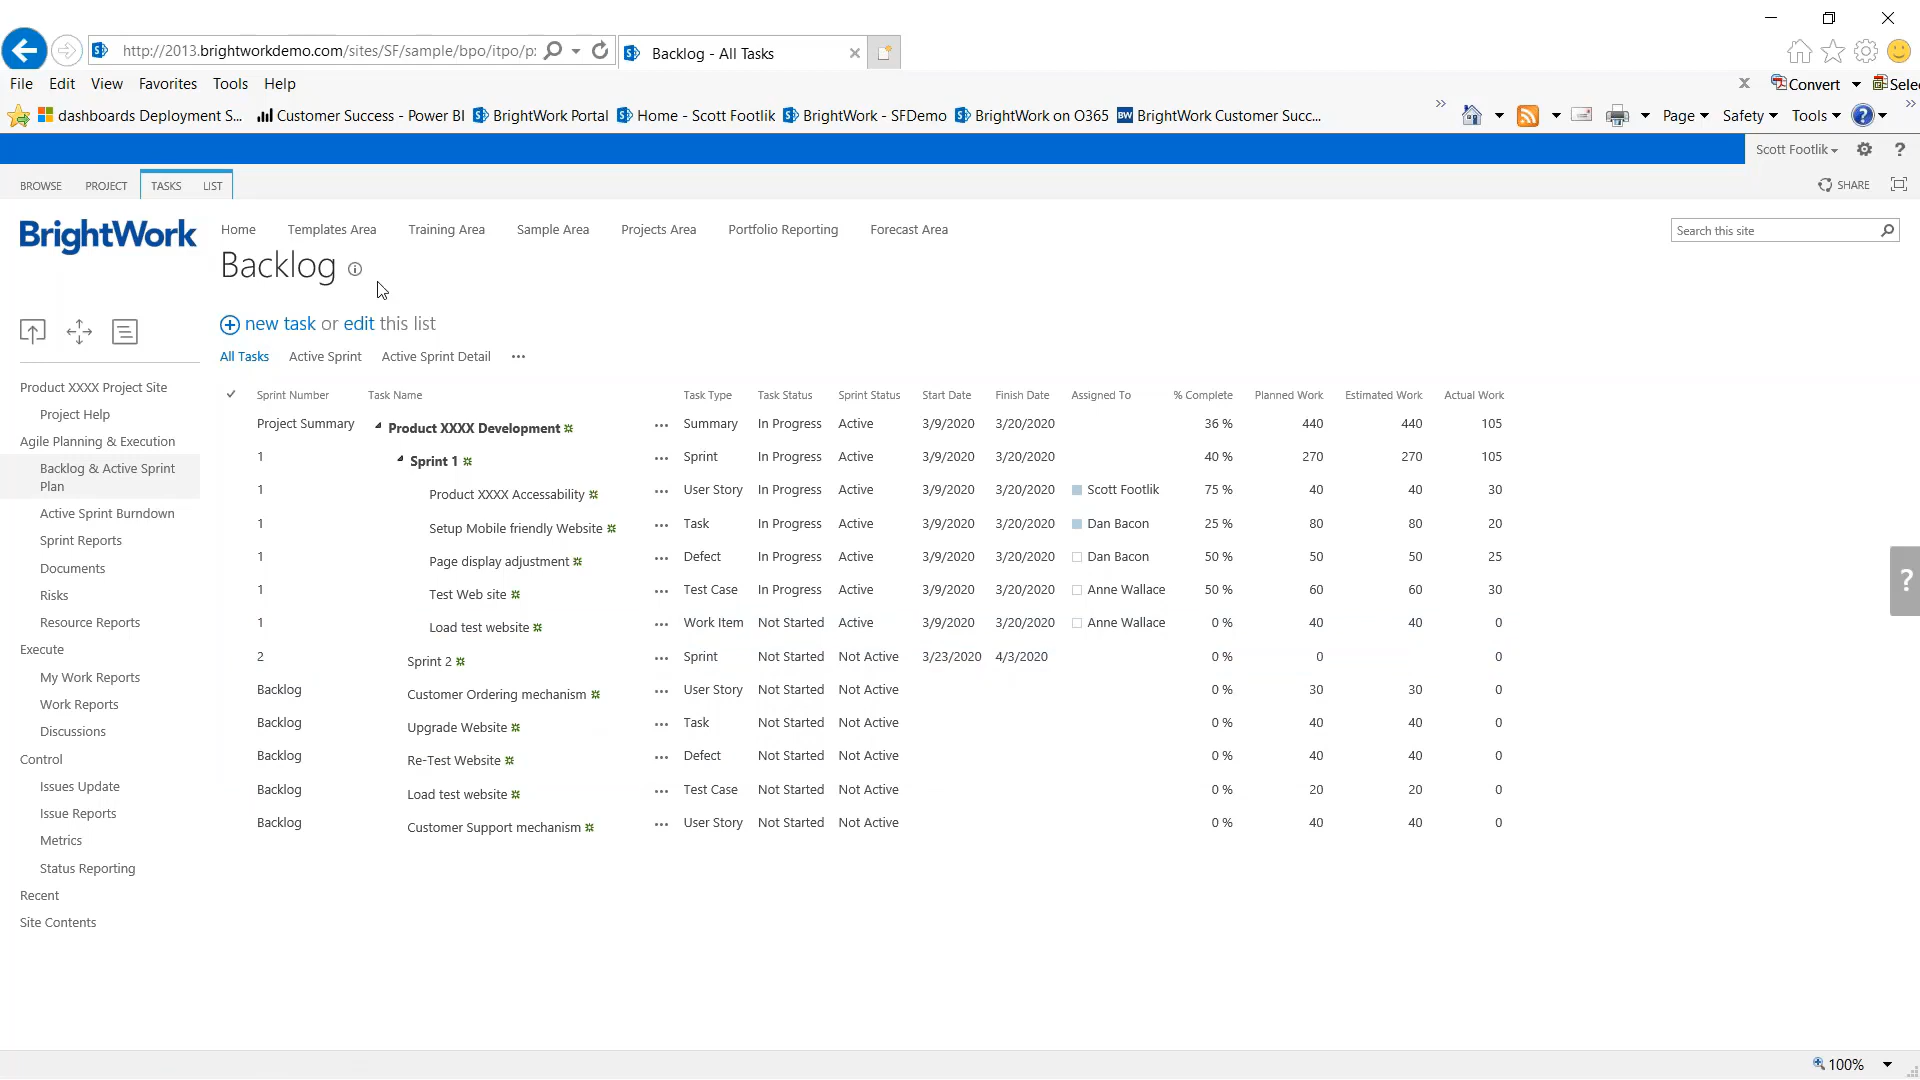 http://2013.brightworkdemo.com/sites/SF/sample/bpo/itpo/p: Backlog - All Tasks
File Edit View Favorites Tools Help Convert Sele
dashboards Deployment S... Customer Success - Power BI BrightWork Portal Home - Scott Footlik BrightWork - SFDemo BrightWork on O365 BW BrightWork Customer Succ... Page Safety Tools
Scott Footlik ?
BROWSE PROJECT TASKS LIST SHARE
BrightWork Home Templates Area Training Area Sample Area Projects Area Portfolio Reporting Forecast Area Search this site
Backlog
new task or edit this list
All Tasks Active Sprint Active Sprint Detail ...
Sprint Number Task Name Task Type Task Status Sprint Status Start Date Finish Date Assigned To % Complete Planned Work Estimated Work Actual Work
Project Summary Product XXXX Development ... Summary In Progress Active 3/9/2020 3/20/2020 36 % 440 440 105
1 Sprint 1 ... Sprint In Progress Active 3/9/2020 3/20/2020 40 % 270 270 105
1 Product XXXX Accessability ... User Story In Progress Active 3/9/2020 3/20/2020 Scott Footlik 75 % 40 40 30
1 Setup Mobile friendly Website ... Task In Progress Active 3/9/2020 3/20/2020 Dan Bacon 25 % 80 80 20
1 Page display adjustment ... Defect In Progress Active 3/9/2020 3/20/2020 Dan Bacon 50 % 50 50 25
1 Test Web site ... Test Case In Progress Active 3/9/2020 3/20/2020 Anne Wallace 50 % 60 60 30
1 Load test website ... Work Item Not Started Active 3/9/2020 3/20/2020 Anne Wallace 0 % 40 40 0
2 Sprint 2 ... Sprint Not Started Not Active 3/23/2020 4/3/2020 0 % 0 0
Backlog Customer Ordering mechanism ... User Story Not Started Not Active 0 % 30 30 0
Backlog Upgrade Website ... Task Not Started Not Active 0 % 40 40 0
Backlog Re-Test Website ... Defect Not Started Not Active 0 % 40 40 0
Backlog Load test website ... Test Case Not Started Not Active 0 % 20 20 0
Backlog Customer Support mechanism ... User Story Not Started Not Active 0 % 40 40 0
Product XXXX Project Site
Project Help
Agile Planning & Execution
Backlog & Active Sprint
Plan
Active Sprint Burndown
Sprint Reports
Documents
Risks
Resource Reports
Execute
My Work Reports
Work Reports
Discussions
Control
Issues Update
Issue Reports
Metrics
Status Reporting
Recent
Site Contents
?
100%